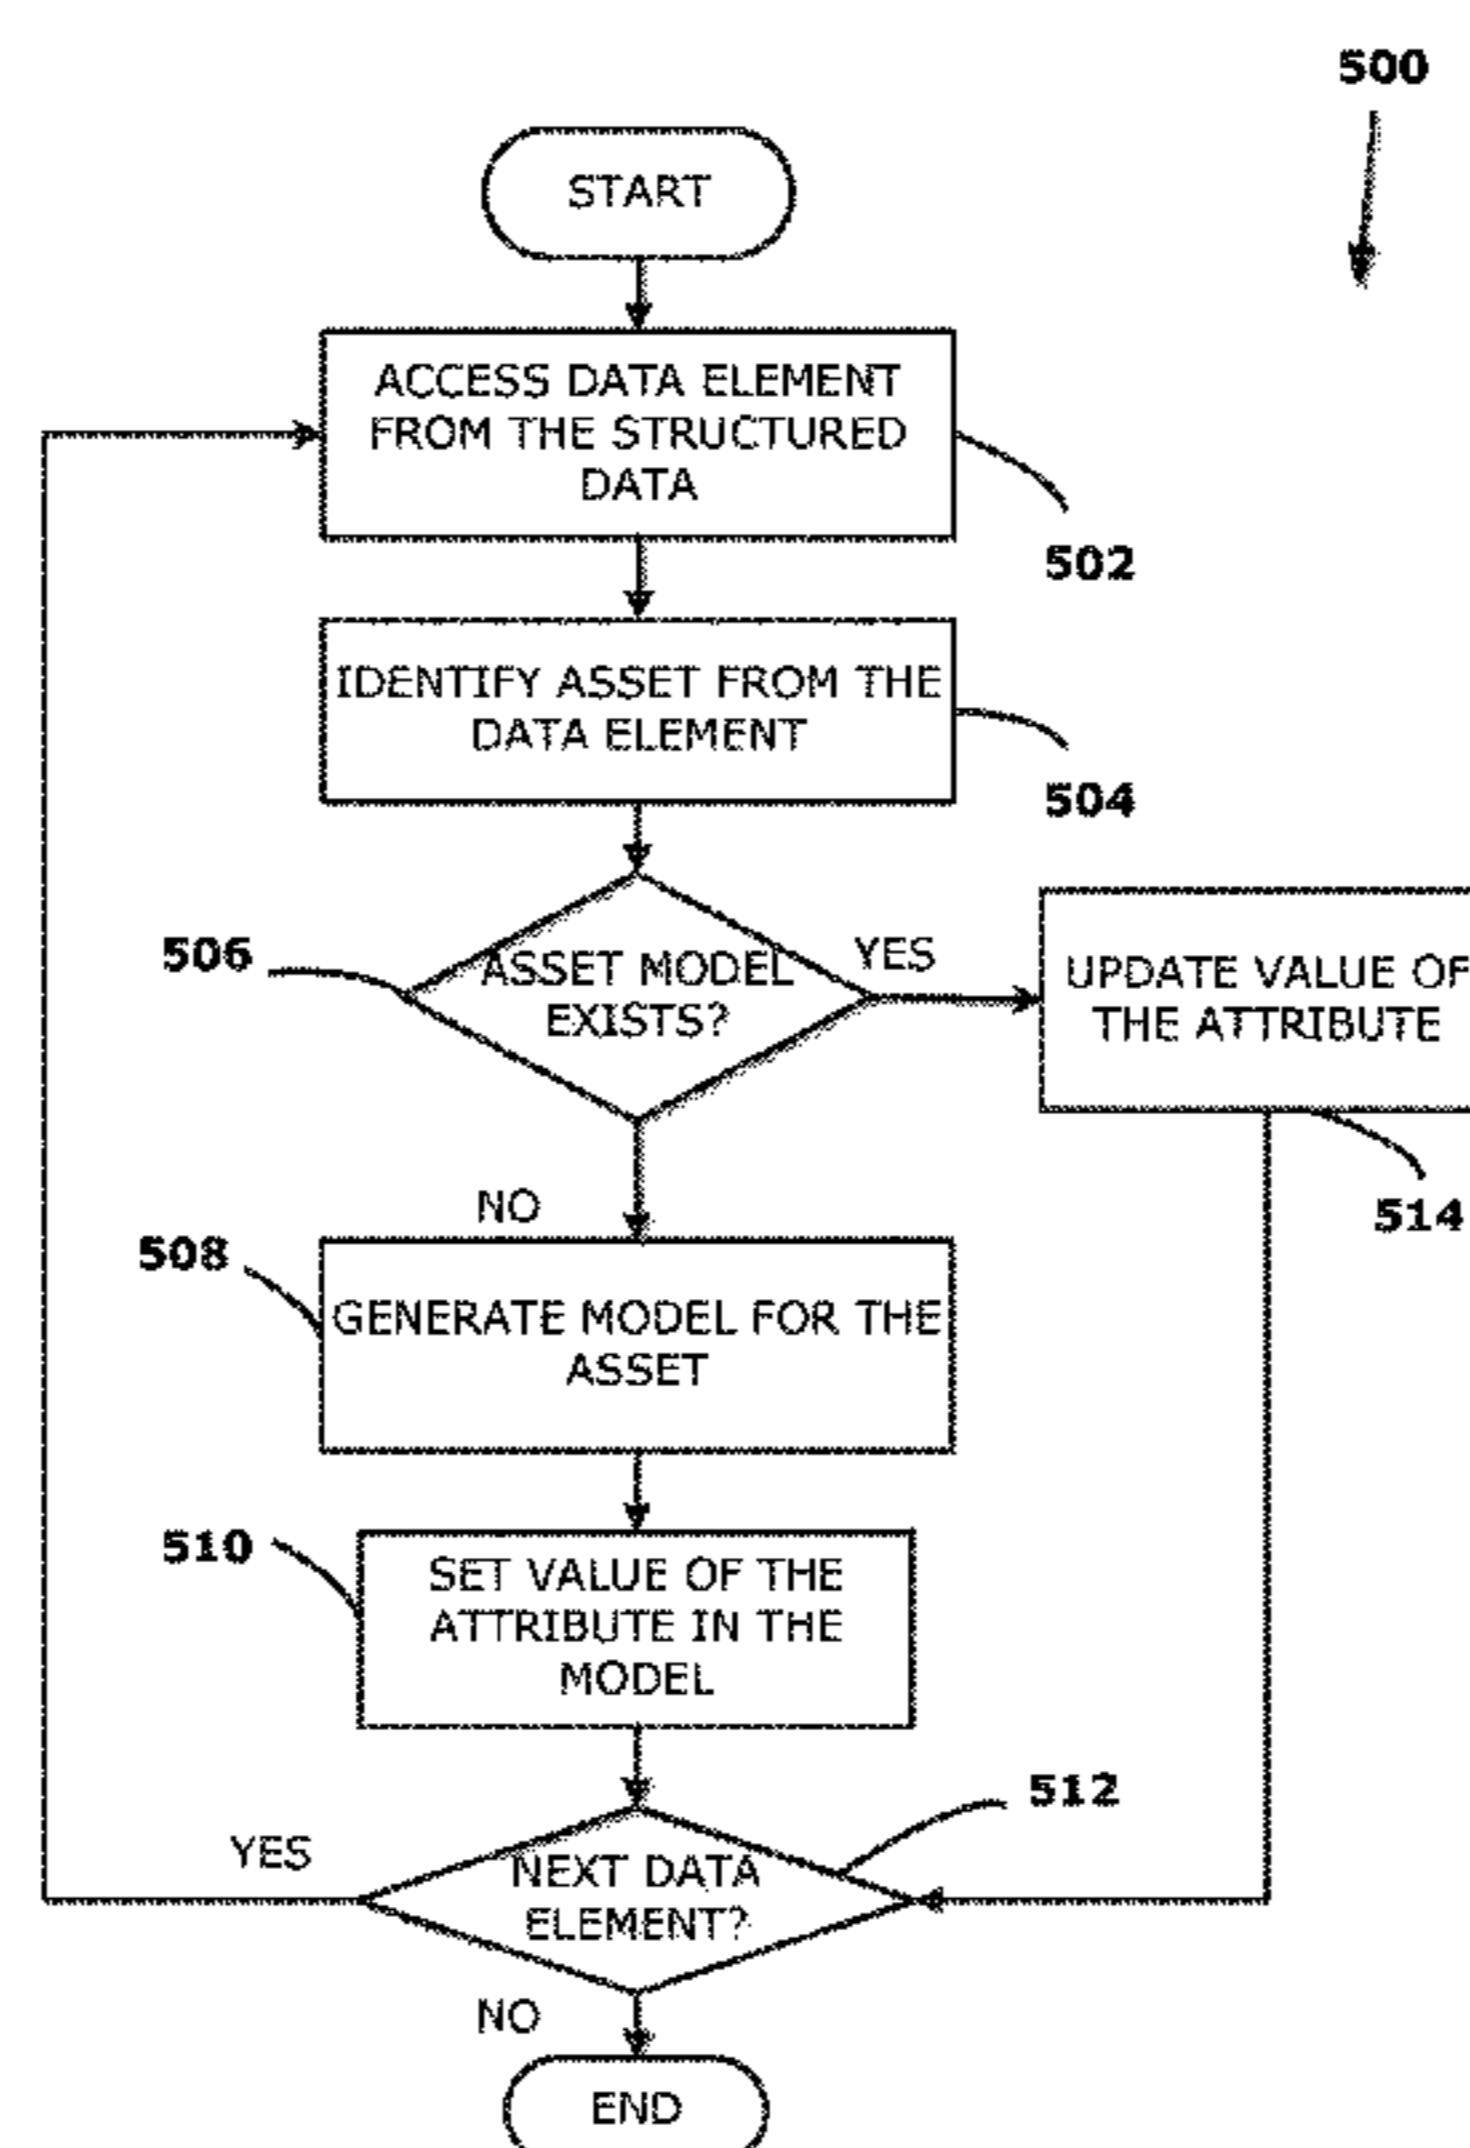 500
START
ACCESS DATA ELEMENT
FROM THE STRUCTURED
DATA
502
IDENTIFY ASSET FROM THE
DATA ELEMENT
504
506
ASSET MODEL
EXISTS?
YES
UPDATE VALUE OF
THE ATTRIBUTE
514
NO
508
GENERATE MODEL FOR THE
ASSET
510
SET VALUE OF THE
ATTRIBUTE IN THE
MODEL
512
YES
NEXT DATA
ELEMENT?
NO
END